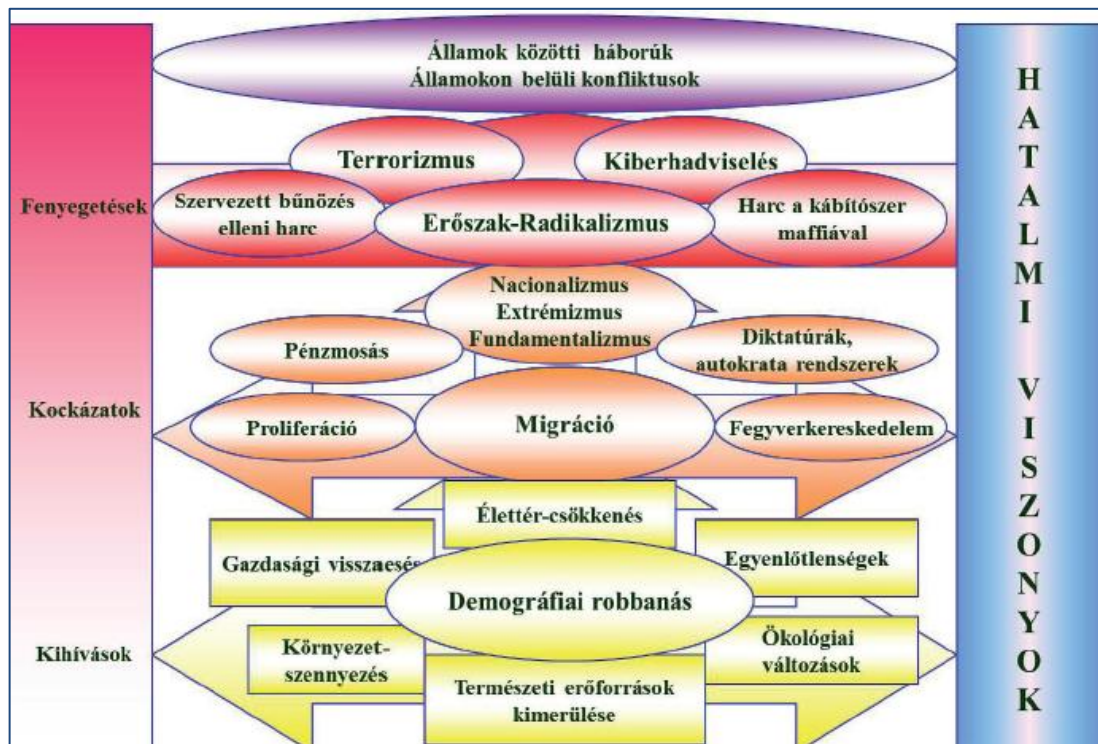 Államok közötti háborúk
Államokon belüli konfliktusok
Terrorizmus
Kiberhadviselés
Fenyegetések
Szervezett bűnözés
elleni harc
Erőszak-Radikalizmus
Harc a kábítószer
maffiával
Nacionalizmus
Extrémizmus
Fundamentalizmus
Pénzmosás
Diktatúrák,
autokrata rendszerek
Kockázatok
Proliferáció
Migráció
Fegyverkereskedelem
Élettér-csökkenés
Gazdasági visszaesés
Egyenlőtlenségek
Demográfiai robbanás
Kihívások
Környezet-
szennyezés
Ökológiai
változások
Természeti erőforrások
kimerülése
HATALMI VISZONYOK